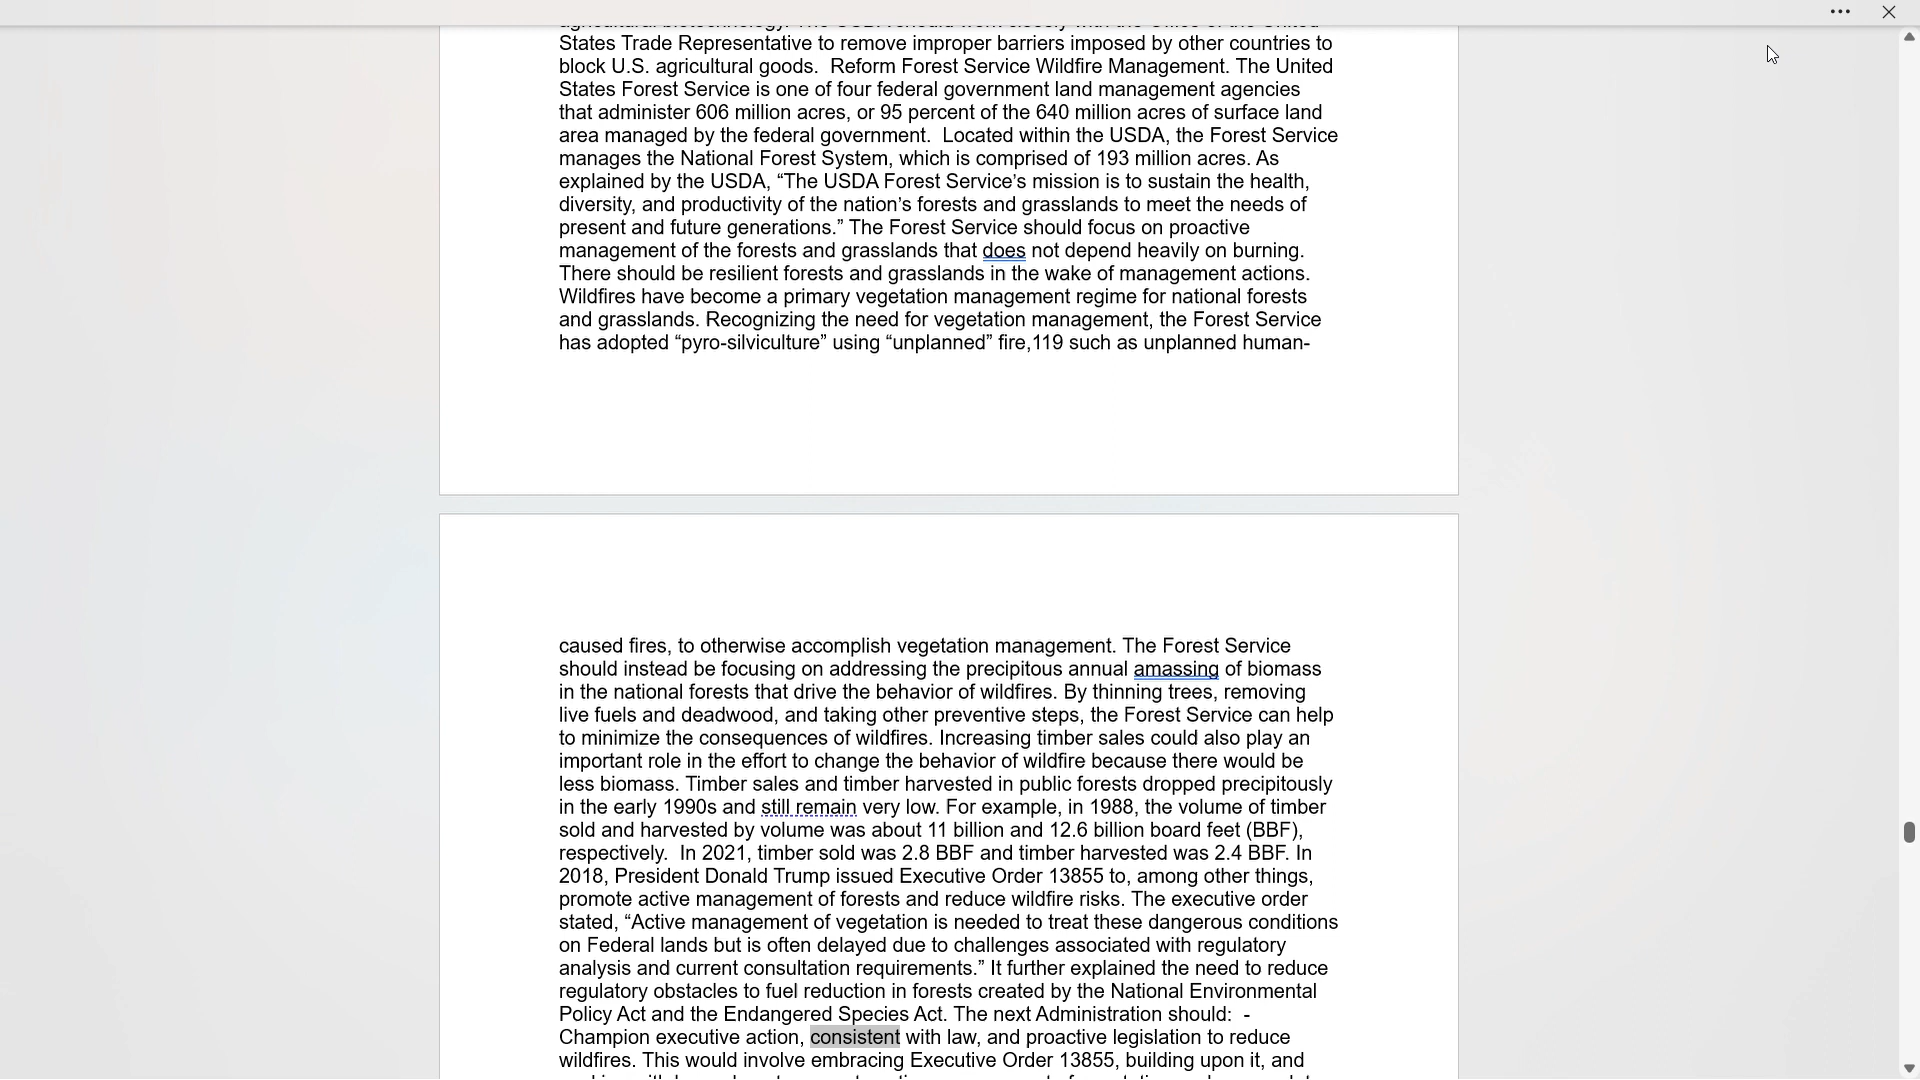 States Trade Representative to remove improper barriers imposed by other countries to
block U.S. agricultural goods.  Reform Forest Service Wildfire Management. The United
States Forest Service is one of four federal government land management agencies
that administer 606 million acres, or 95 percent of the 640 million acres of surface land
area managed by the federal government.  Located within the USDA, the Forest Service
manages the National Forest System, which is comprised of 193 million acres. As
explained by the USDA, “The USDA Forest Service’s mission is to sustain the health,
diversity, and productivity of the nation’s forests and grasslands to meet the needs of
present and future generations.” The Forest Service should focus on proactive
management of the forests and grasslands that does not depend heavily on burning.
There should be resilient forests and grasslands in the wake of management actions.
Wildfires have become a primary vegetation management regime for national forests
and grasslands. Recognizing the need for vegetation management, the Forest Service
has adopted “pyro-silviculture” using “unplanned” fire,119 such as unplanned human-
caused fires, to otherwise accomplish vegetation management. The Forest Service
should instead be focusing on addressing the precipitous annual amassing of biomass
in the national forests that drive the behavior of wildfires. By thinning trees, removing
live fuels and deadwood, and taking other preventive steps, the Forest Service can help
to minimize the consequences of wildfires. Increasing timber sales could also play an
important role in the effort to change the behavior of wildfire because there would be
less biomass. Timber sales and timber harvested in public forests dropped precipitously
in the early 1990s and still remain very low. For example, in 1988, the volume of timber
sold and harvested by volume was about 11 billion and 12.6 billion board feet (BBF),
respectively.  In 2021, timber sold was 2.8 BBF and timber harvested was 2.4 BBF. In
2018, President Donald Trump issued Executive Order 13855 to, among other things,
promote active management of forests and reduce wildfire risks. The executive order
stated, “Active management of vegetation is needed to treat these dangerous conditions
on Federal lands but is often delayed due to challenges associated with regulatory
analysis and current consultation requirements.” It further explained the need to reduce
regulatory obstacles to fuel reduction in forests created by the National Environmental
Policy Act and the Endangered Species Act. The next Administration should:  -
Champion executive action, consistent with law, and proactive legislation to reduce
wildfires. This would involve embracing Executive Order 13855, building upon it, and